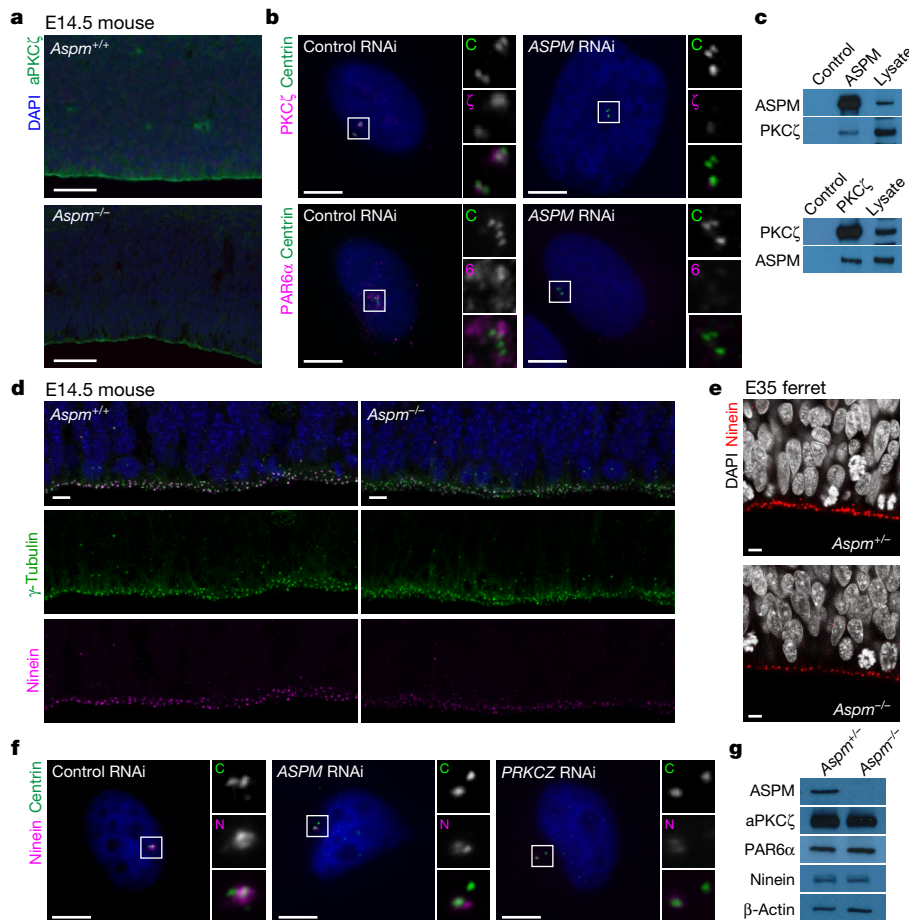 a E14.5 mouse
DAPI aPKCζ
Aspm+/+
Aspm–/–
b
PKCζ Centrin
Control RNAi
C
ζ
ASPM RNAi
C
ζ
PAR6α Centrin
Control RNAi
C
6
ASPM RNAi
C
6
c
Control ASPM Lysate
ASPM
PKCζ
Control PKCζ Lysate
PKCζ
ASPM
d E14.5 mouse
Aspm+/+ Aspm–/–
γ-Tubulin
Ninein
e E35 ferret
DAPI Ninein
Aspm+/–
Aspm–/–
f
Ninein Centrin
Control RNAi
C
N
ASPM RNAi
C
N
PRKCZ RNAi
C
N
g
Aspm+/– Aspm–/–
ASPM
aPKCζ
PAR6α
Ninein
β-Actin